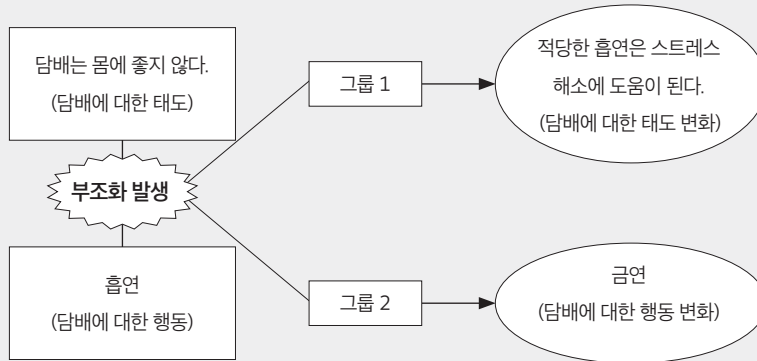 담배는 몸에 좋지 않다.
(담배에 대한 태도)
부조화 발생
흡연
(담배에 대한 행동)
그룹 1
적당한 흡연은 스트레스
해소에 도움이 된다.
(담배에 대한 태도 변화)
그룹 2
금연
(담배에 대한 행동 변화)